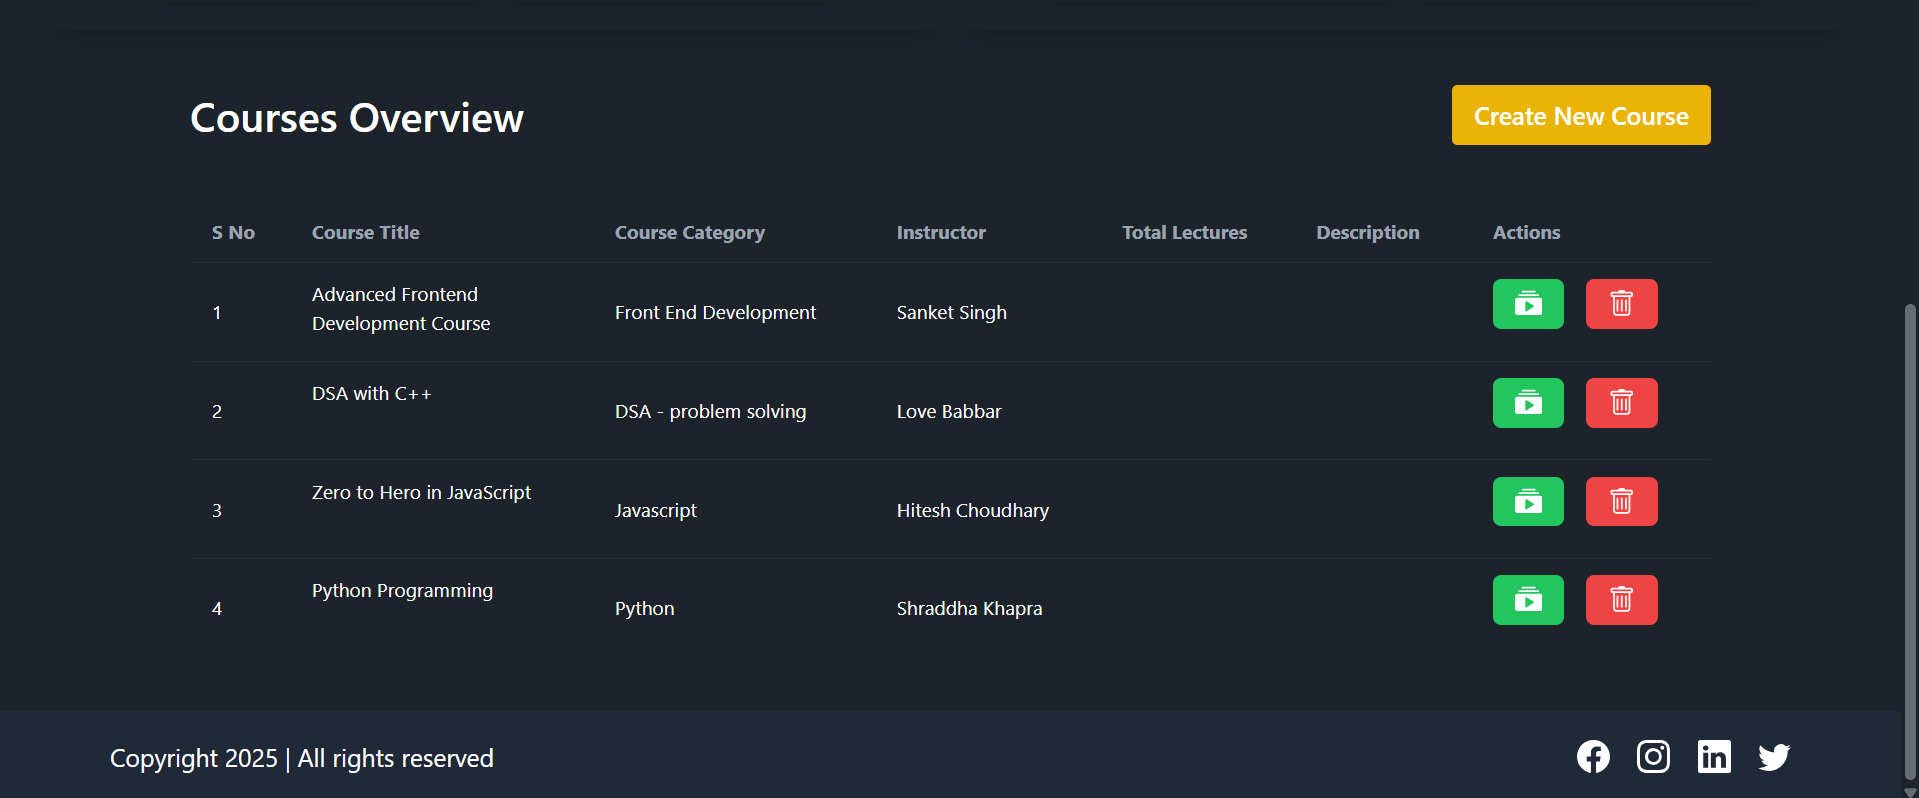 Courses Overview
Create New Course
S No Course Title Course Category Instructor Total Lectures Description Actions
1 Advanced Frontend Development Course Front End Development Sanket Singh
2 DSA with C++ DSA - problem solving Love Babbar
3 Zero to Hero in JavaScript Javascript Hitesh Choudhary
4 Python Programming Python Shraddha Khapra
Copyright 2025 | All rights reserved